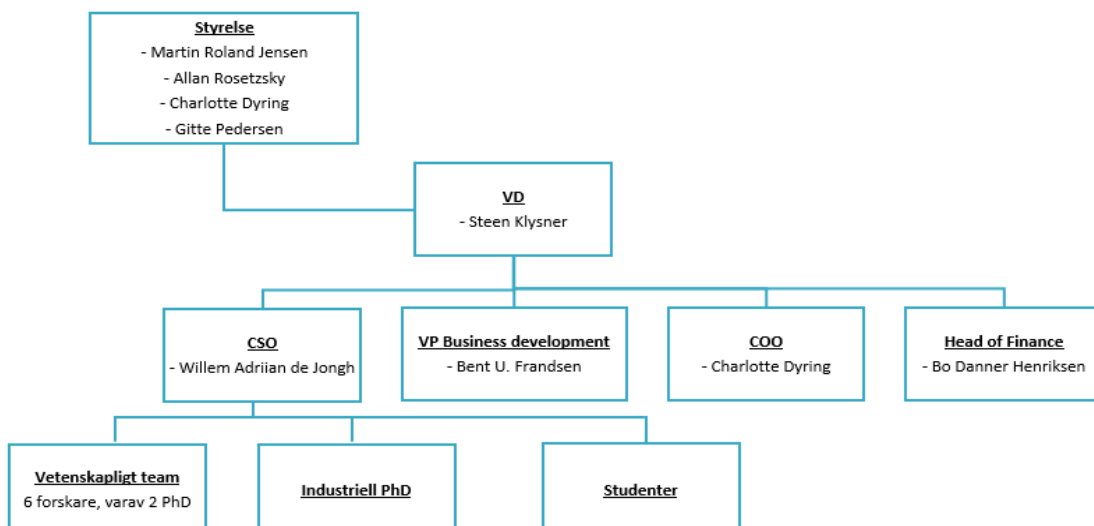 Styrelse
- Martin Roland Jensen
- Allan Rosetzsky
- Charlotte Dyring
- Gitte Pedersen
VD
- Steen Klysner
CSO
- Willem Adriian de Jongh
VP Business development
- Bent U. Frandsen
COO
- Charlotte Dyring
Head of Finance
- Bo Danner Henriksen
Vetenskapligt team
6 forskare, varav 2 PhD
Industriell PhD
Studenter